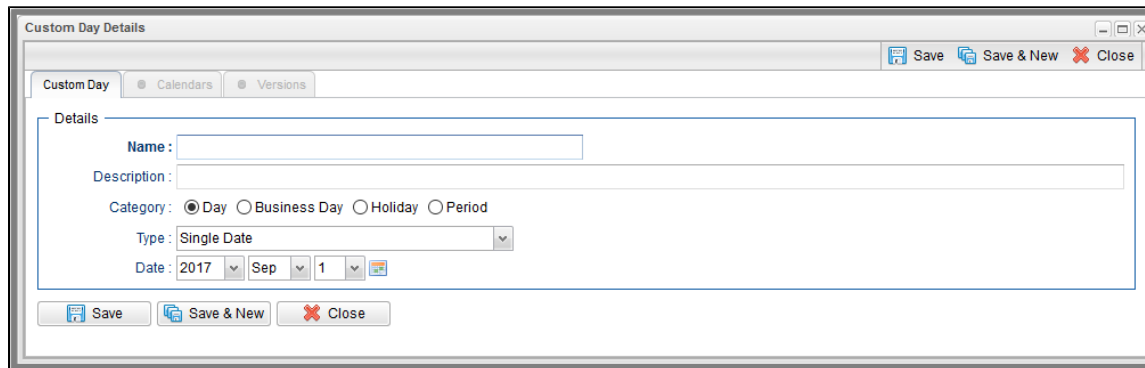 Custom Day Details
Save Save & New Close
Custom Day Calendars Versions
Details
Name :
Description :
Category : Day Business Day Holiday Period
Type : Single Date
Date : 2017 Sep 1
Save Save & New Close